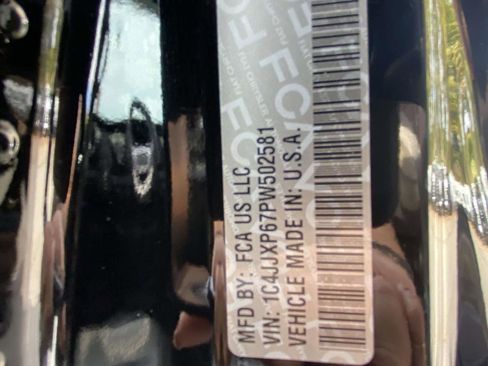 MFD BY: FCA US LLC
VIN: 1C4JJXP67PW502581
VEHICLE MADE IN: U.S.A.